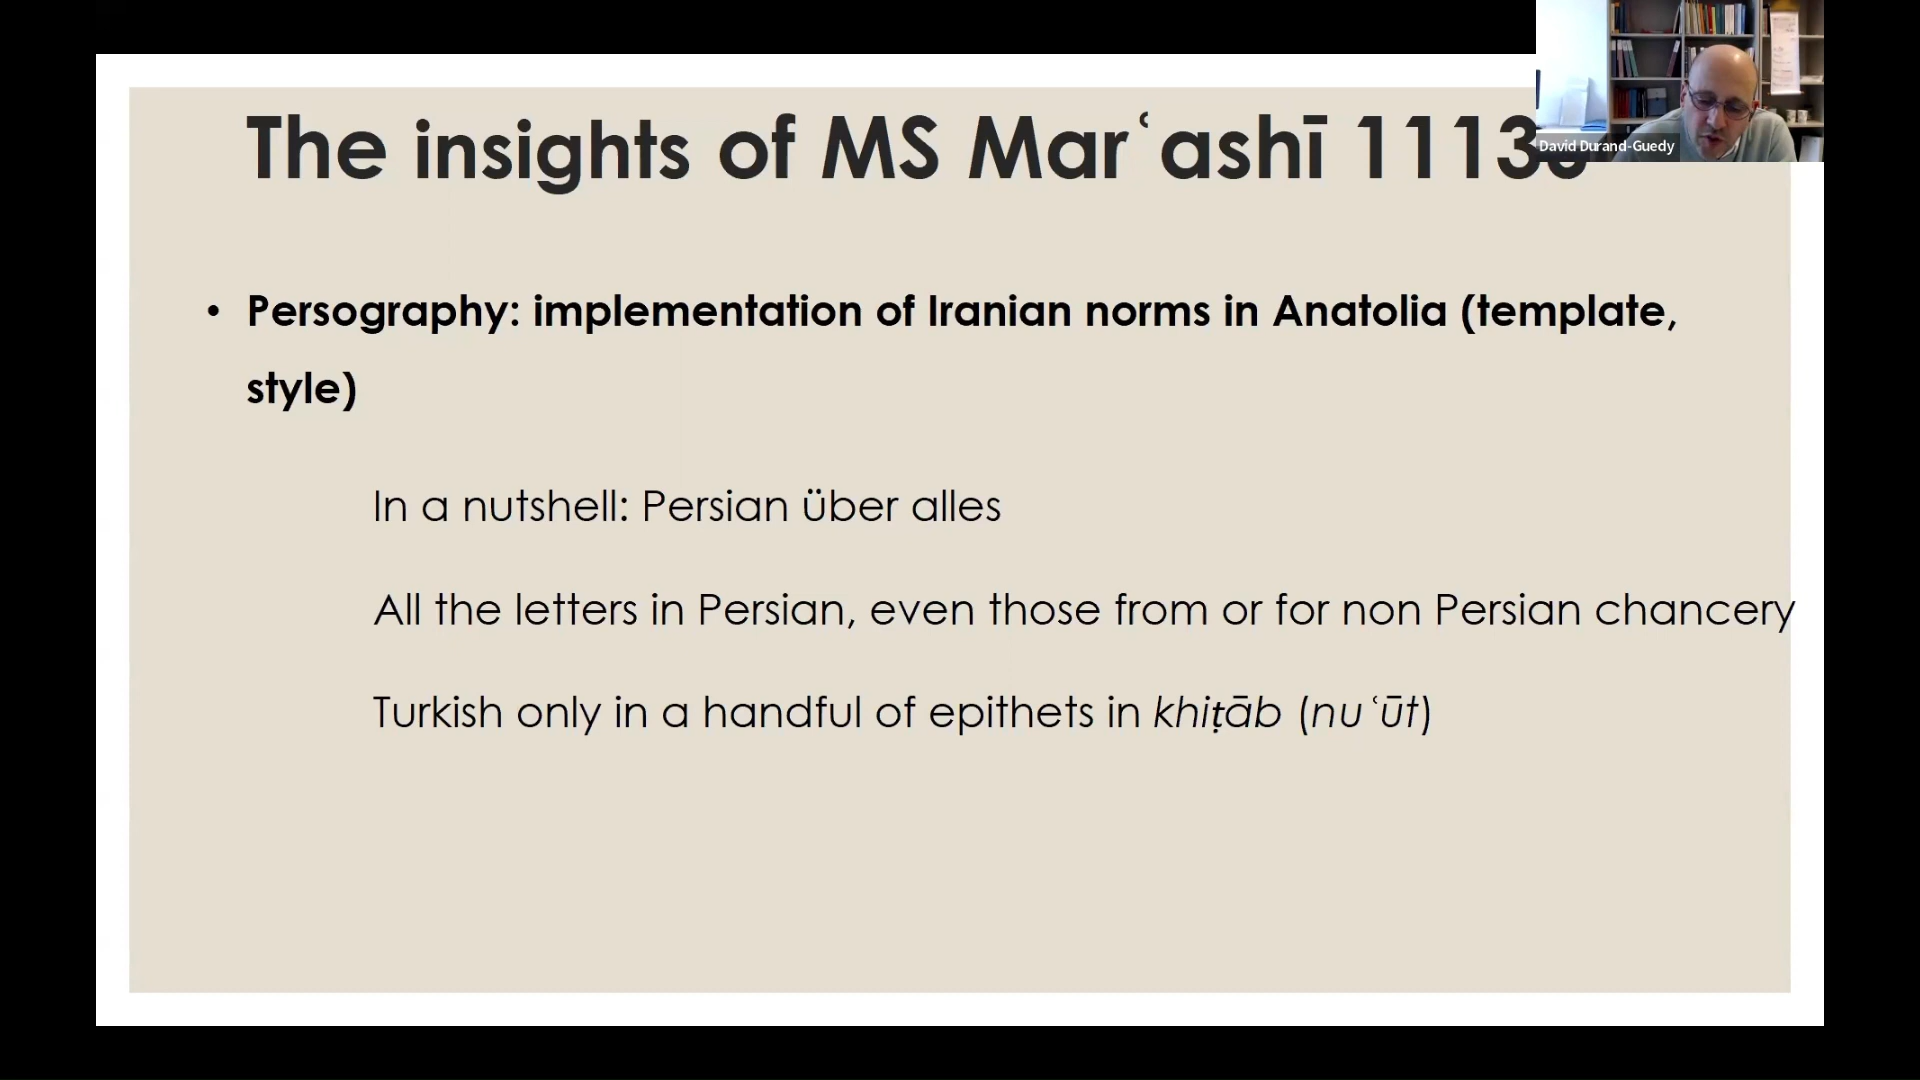 The insights of MS Marʿashī 1113
David Durand-Guedy
• Persography: implementation of Iranian norms in Anatolia (template,
style)
In a nutshell: Persian über alles
All the letters in Persian, even those from or for non Persian chancery
Turkish only in a handful of epithets in khiṭāb (nuʿūt)